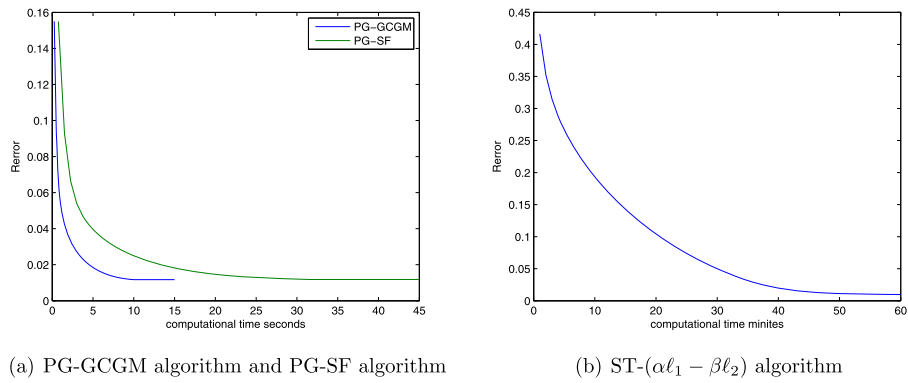 0.16
0.14
0.12
0.1
0.08
0.06
0.04
0.02
0
Rerror
PG−GCGM
PG−SF
0 5 10 15 20 25 30 35 40 45
computational time seconds
(a) PG-GCGM algorithm and PG-SF algorithm
0.45
0.4
0.35
0.3
0.25
0.2
0.15
0.1
0.05
0
Rerror
0 10 20 30 40 50 60
computational time minites
(b) ST-(αℓ₁ − βℓ₂) algorithm